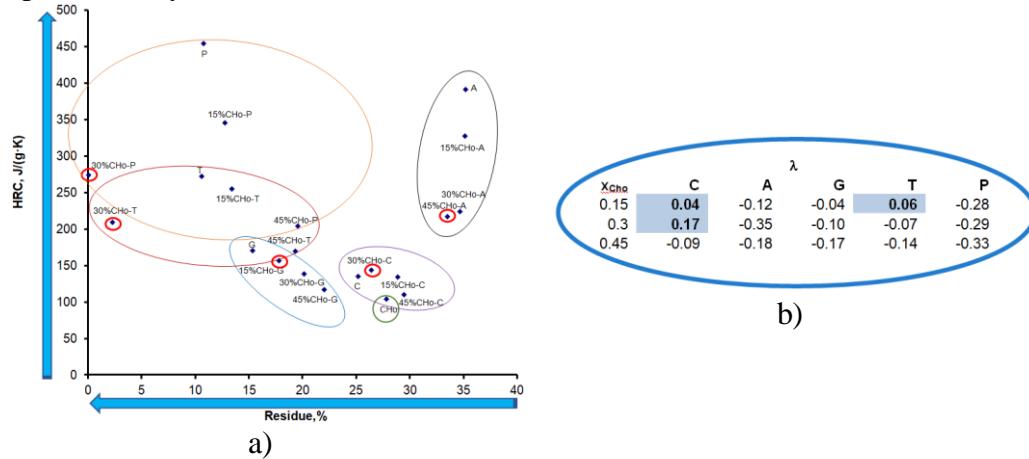 HRC, J/(g·K)
500
450
400
350
300
250
200
150
100
50
0
0 5 10 15 20 25 30 35 40
Residue,%
P
15%CHo-P
30%CHo-P
T
15%CHo-T
30%CHo-T
45%CHo-P
45%CHo-T
G
15%CHo-G
30%CHo-G
45%CHo-G
A
15%CHo-A
30%CHo-A
45%CHo-A
30%CHo-C
C
15%CHo-C
45%CHo-C
CHo
a)
λ
XCho C A G T P
0.15 0.04 -0.12 -0.04 0.06 -0.28
0.3 0.17 -0.35 -0.10 -0.07 -0.29
0.45 -0.09 -0.18 -0.17 -0.14 -0.33
b)